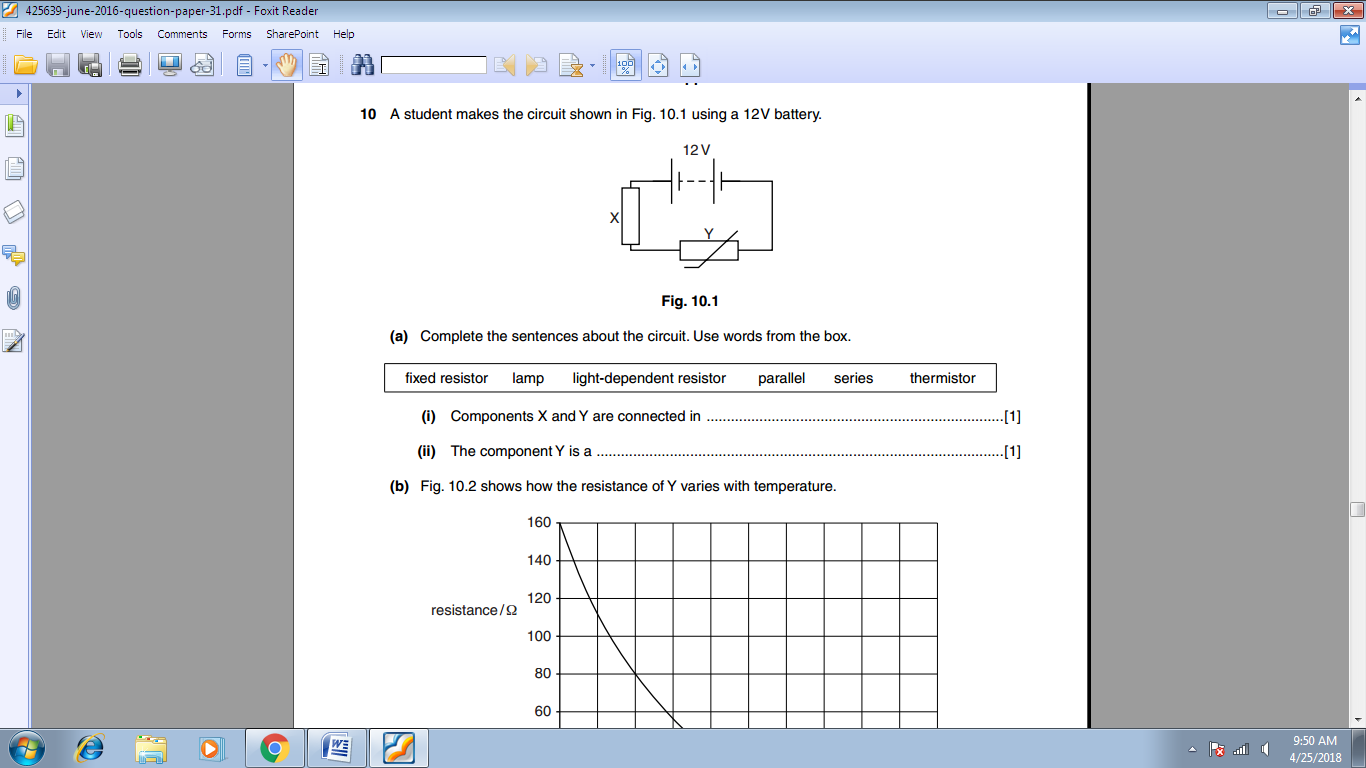 425639-june-2016-question-paper-31.pdf - Foxit Reader
File Edit View Tools Comments Forms SharePoint Help
10 A student makes the circuit shown in Fig. 10.1 using a 12V battery.
12 V
X
Y
Fig. 10.1
(a) Complete the sentences about the circuit. Use words from the box.
fixed resistor lamp light-dependent resistor parallel series thermistor
(i) Components X and Y are connected in ..........................................................................[1]
(ii) The component Y is a .....................................................................................................[1]
(b) Fig. 10.2 shows how the resistance of Y varies with temperature.
160
140
120
resistance / Ω
100
80
60
9:50 AM
4/25/2018